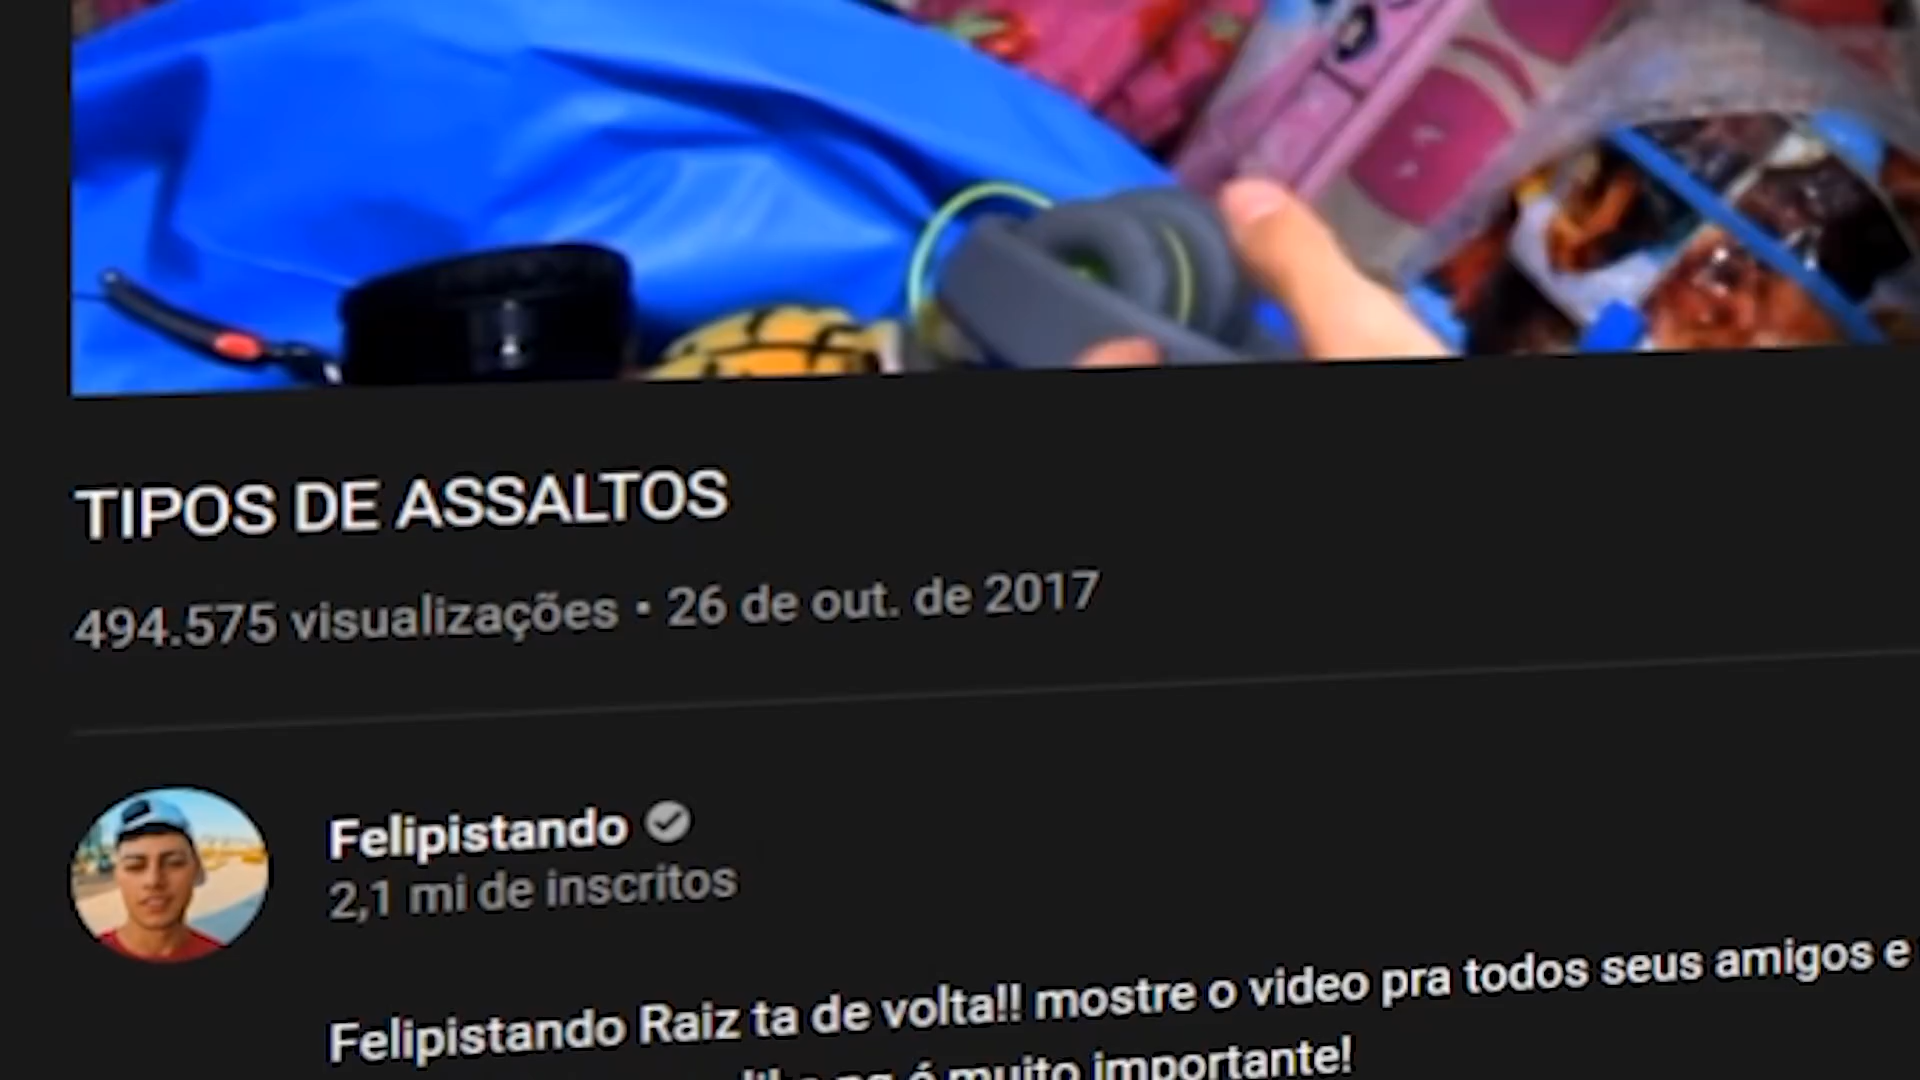 TIPOS DE ASSALTOS
494.575 visualizações • 26 de out. de 2017
Felipistando
2,1 mi de inscritos
Felipistando Raiz ta de volta!! mostre o video pra todos seus amigos e
é muito importante!